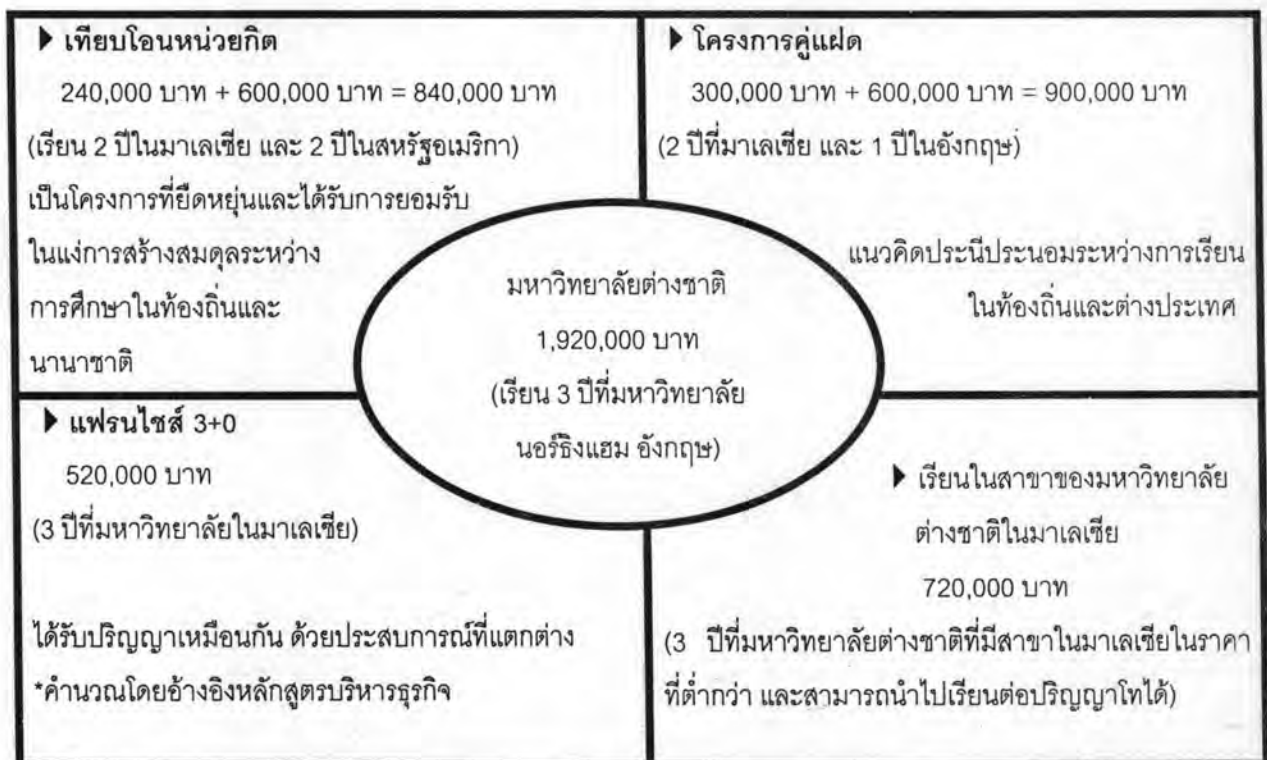 ▶ เทียบโอนหน่วยกิต
240,000 บาท + 600,000 บาท = 840,000 บาท
(เรียน 2 ปีในมาเลเซีย และ 2 ปีในสหรัฐอเมริกา)
เป็นโครงการที่ยืดหยุ่นและได้รับการยอมรับ
ในแง่การสร้างสมดุลระหว่าง
การศึกษาในท้องถิ่นและ
นานาชาติ
▶ โครงการคู่แฝด
300,000 บาท + 600,000 บาท = 900,000 บาท
(2 ปีที่มาเลเซีย และ 1 ปีในอังกฤษ)
แนวคิดประนีประนอมระหว่างการเรียน
ในท้องถิ่นและต่างประเทศ
มหาวิทยาลัยต่างชาติ
1,920,000 บาท
(เรียน 3 ปีที่มหาวิทยาลัย
นอร์ธิงแฮม อังกฤษ)
▶ แฟรนไชส์ 3+0
520,000 บาท
(3 ปีที่มหาวิทยาลัยในมาเลเซีย)
ได้รับปริญญาเหมือนกัน ด้วยประสบการณ์ที่แตกต่าง
*คำนวณโดยอ้างอิงหลักสูตรบริหารธุรกิจ
▶ เรียนในสาขาของมหาวิทยาลัย
ต่างชาติในมาเลเซีย
720,000 บาท
(3 ปีที่มหาวิทยาลัยต่างชาติที่มีสาขาในมาเลเซียในราคา
ที่ต่ำกว่า และสามารถนำไปเรียนต่อปริญญาโทได้)